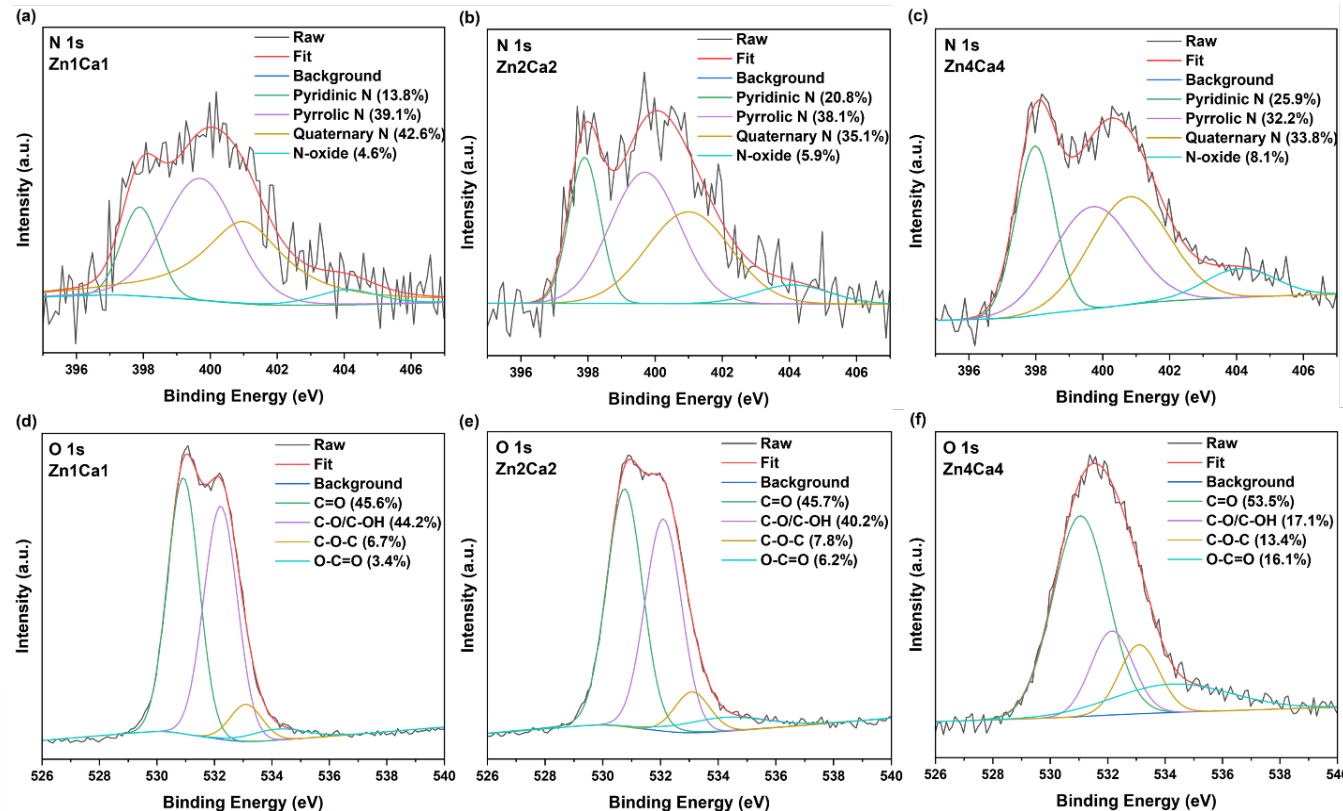 (a)
N 1s
Zn1Ca1
Raw
Fit
Background
Pyridinic N (13.8%)
Pyrrolic N (39.1%)
Quaternary N (42.6%)
N-oxide (4.6%)
Intensity (a.u.)
396 398 400 402 404 406
Binding Energy (eV)
(b)
N 1s
Zn2Ca2
Raw
Fit
Background
Pyridinic N (20.8%)
Pyrrolic N (38.1%)
Quaternary N (35.1%)
N-oxide (5.9%)
Intensity (a.u.)
396 398 400 402 404 406
Binding Energy (eV)
(c)
N 1s
Zn4Ca4
Raw
Fit
Background
Pyridinic N (25.9%)
Pyrrolic N (32.2%)
Quaternary N (33.8%)
N-oxide (8.1%)
Intensity (a.u.)
396 398 400 402 404 406
Binding Energy (eV)
(d)
O 1s
Zn1Ca1
Raw
Fit
Background
C=O (45.6%)
C-O/C-OH (44.2%)
C-O-C (6.7%)
O-C=O (3.4%)
Intensity (a.u.)
526 528 530 532 534 536 538 540
Binding Energy (eV)
(e)
O 1s
Zn2Ca2
Raw
Fit
Background
C=O (45.7%)
C-O/C-OH (40.2%)
C-O-C (7.8%)
O-C=O (6.2%)
Intensity (a.u.)
526 528 530 532 534 536 538 540
Binding Energy (eV)
(f)
O 1s
Zn4Ca4
Raw
Fit
Background
C=O (53.5%)
C-O/C-OH (17.1%)
C-O-C (13.4%)
O-C=O (16.1%)
Intensity (a.u.)
526 528 530 532 534 536 538 540
Binding Energy (eV)